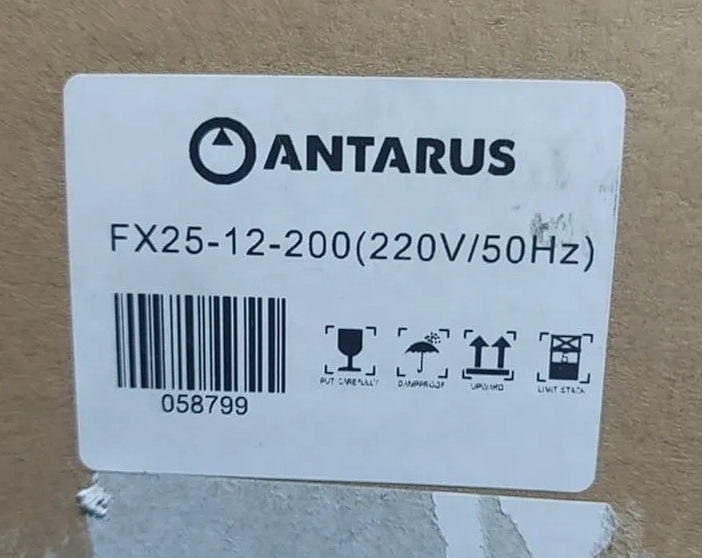 ANTARUS
FX25-12-200(220V/50Hz)
058799
PUT CAREFULLY
DAMPPROOF
UPWARD
LIMIT STACK